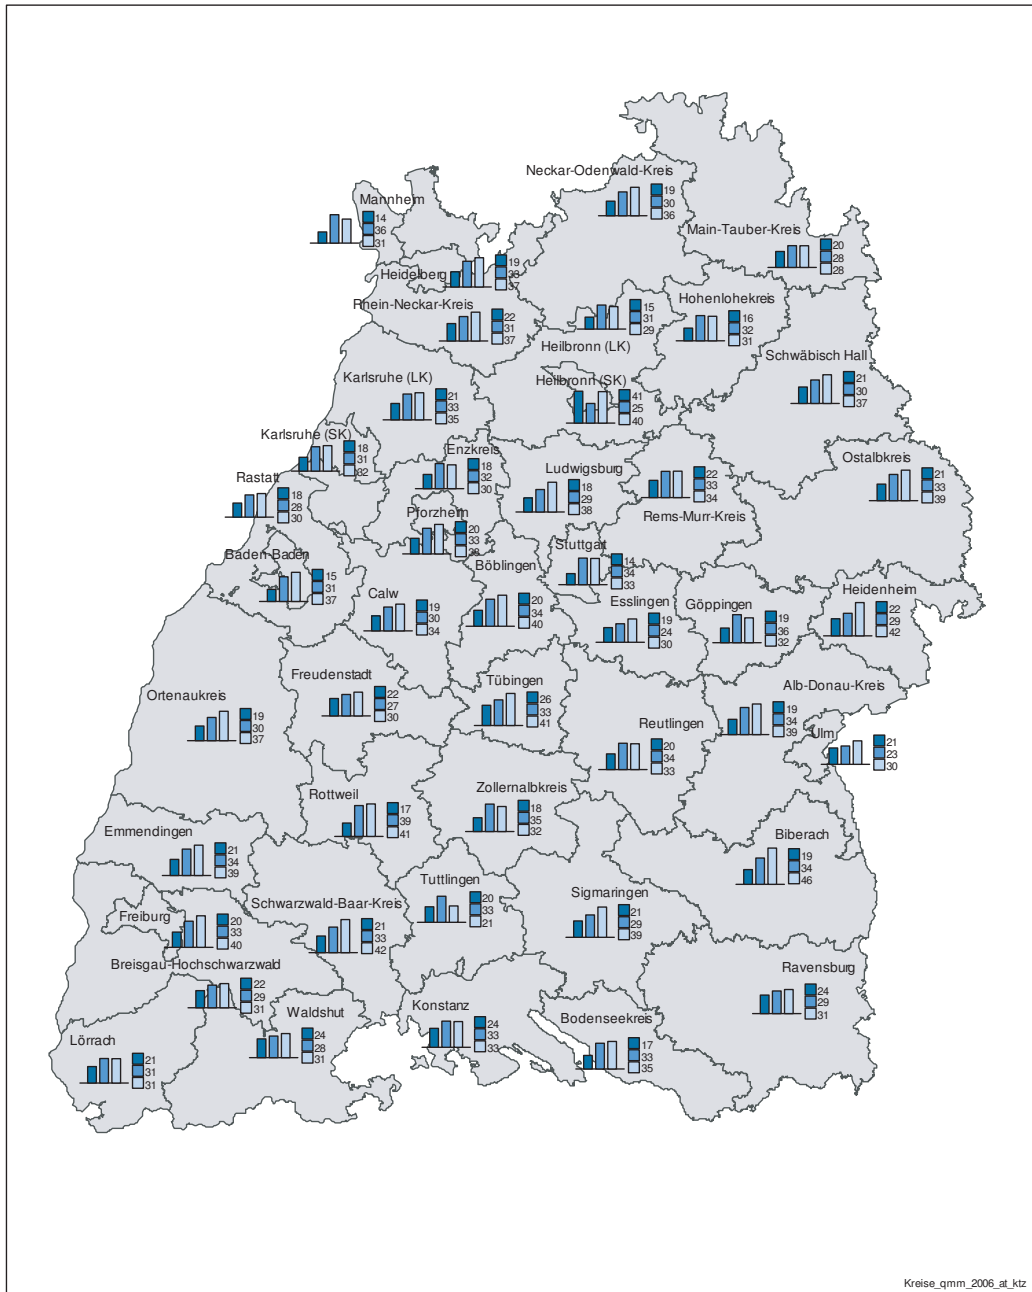 Neckar-Odenwald-Kreis
19
30
36
Mannheim
14
36
31
Main-Tauber-Kreis
20
28
28
Heidelberg
19
33
37
Rhein-Neckar-Kreis
22
31
37
Heilbronn (LK)
15
31
29
Hohenlohekreis
16
32
31
Schwäbisch Hall
21
30
37
Karlsruhe (LK)
21
33
35
Heilbronn (SK)
41
25
40
Karlsruhe (SK)
18
31
32
Enzkreis
18
32
30
Ludwigsburg
18
29
38
Rems-Murr-Kreis
22
33
34
Ostalbkreis
21
33
39
Rastatt
18
28
30
Pforzheim
20
33
38
Stuttgart
14
34
33
Baden-Baden
15
31
37
Calw
19
30
34
Böblingen
20
34
40
Esslingen
19
24
30
Göppingen
19
36
32
Heidenheim
22
29
42
Freudenstadt
22
27
30
Tübingen
26
33
41
Ortenaukreis
19
30
37
Reutlingen
20
34
33
Alb-Donau-Kreis
19
34
39
Ulm
21
23
30
Rottweil
17
39
41
Zollernalbkreis
18
35
32
Emmendingen
21
34
39
Biberach
19
34
46
Tuttlingen
20
33
21
Sigmaringen
21
29
39
Freiburg
20
33
40
Schwarzwald-Baar-Kreis
21
33
42
Breisgau-Hochschwarzwald
22
29
31
Waldshut
24
28
31
Konstanz
24
33
33
Bodenseekreis
17
33
35
Ravensburg
24
29
31
Lörrach
21
31
31
Kreise_qmm_2006_at_ktz